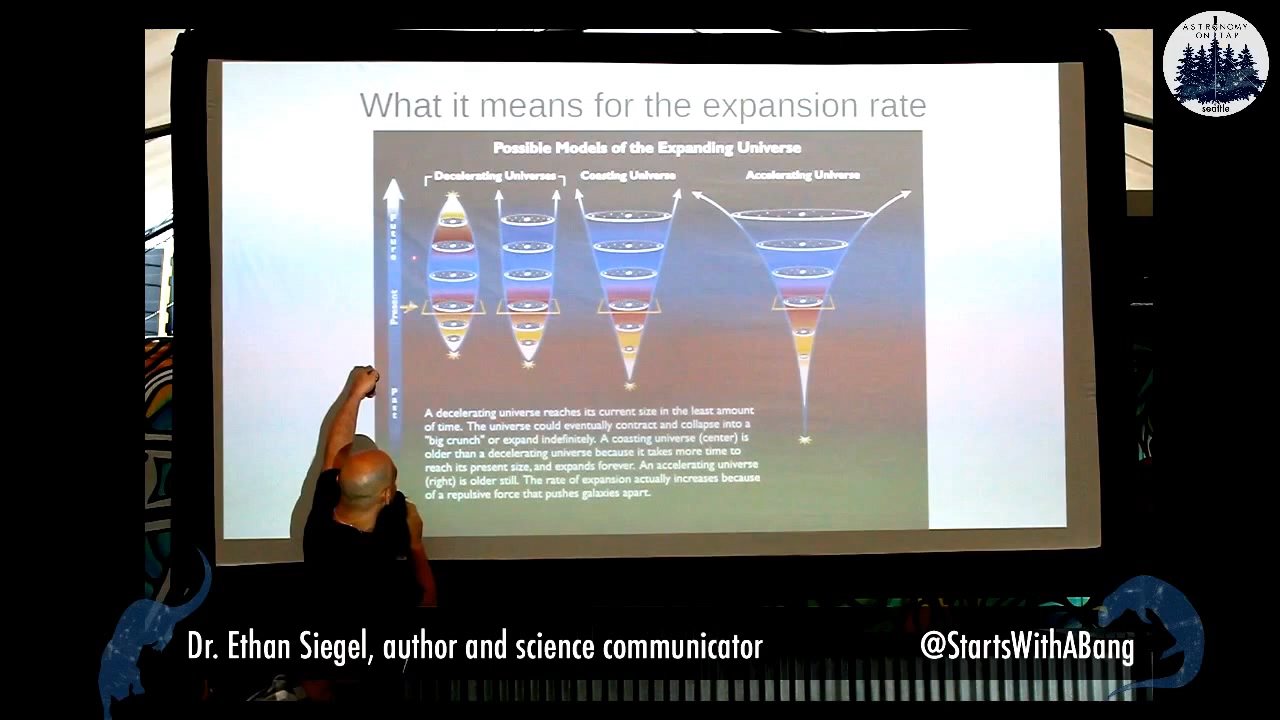 ASTRONOMY
ON TAP
seattle
What it means for the expansion rate
Possible Models of the Expanding Universe
Decelerating Universes
Coasting Universe
Accelerating Universe
Future
Present
Past
A decelerating universe reaches its current size in the least amount
of time. The universe could eventually contract and collapse into a
"big crunch" or expand indefinitely. A coasting universe (center) is
older than a decelerating universe because it takes more time to
reach its present size, and expands forever. An accelerating universe
(right) is older still. The rate of expansion actually increases because
of a repulsive force that pushes galaxies apart.
Dr. Ethan Siegel, author and science communicator
@StartsWithABang